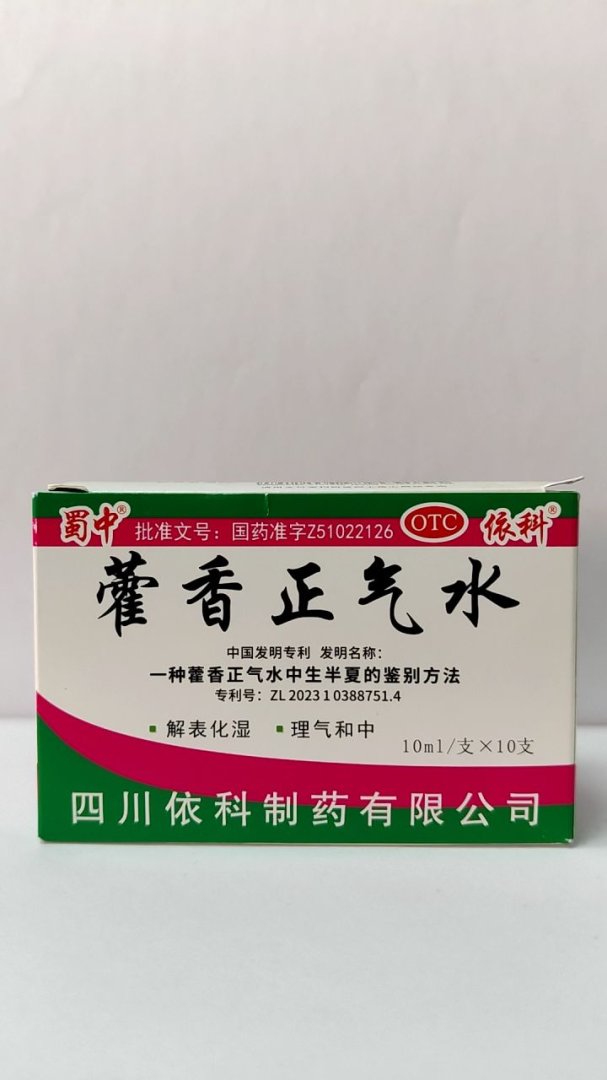 蜀中® 批准文号：国药准字Z51022126 OTC 依科®
藿香正气水
中国发明专利 发明名称：
一种藿香正气水中生半夏的鉴别方法
专利号：ZL 2023 1 0388751.4
▪ 解表化湿 ▪ 理气和中
10ml/支×10支
四川依科制药有限公司